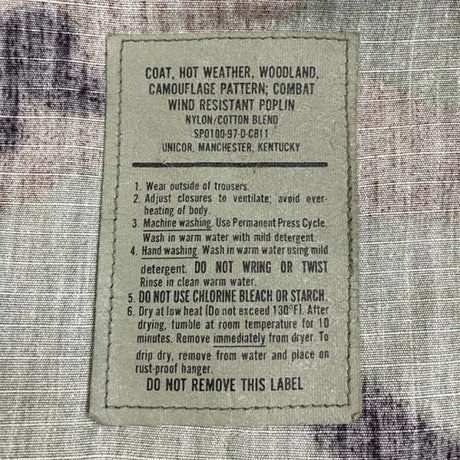 COAT, HOT WEATHER, WOODLAND,
CAMOUFLAGE PATTERN; COMBAT
WIND RESISTANT POPLIN
NYLON/COTTON BLEND
SPO100-97-D-CB11
UNICOR, MANCHESTER, KENTUCKY
1. Wear outside of trousers.
2. Adjust closures to ventilate; avoid over-
heating of body.
3. Machine washing. Use Permanent Press Cycle.
Wash in warm water with mild detergent.
4. Hand washing. Wash in warm water using mild
detergent. DO NOT WRING OR TWIST
Rinse in clean warm water.
5. DO NOT USE CHLORINE BLEACH OR STARCH.
6. Dry at low heat (Do not exceed 130°F). After
drying, tumble at room temperature for 10
minutes. Remove immediately from dryer. To
drip dry, remove from water and place on
rust-proof hanger.
DO NOT REMOVE THIS LABEL